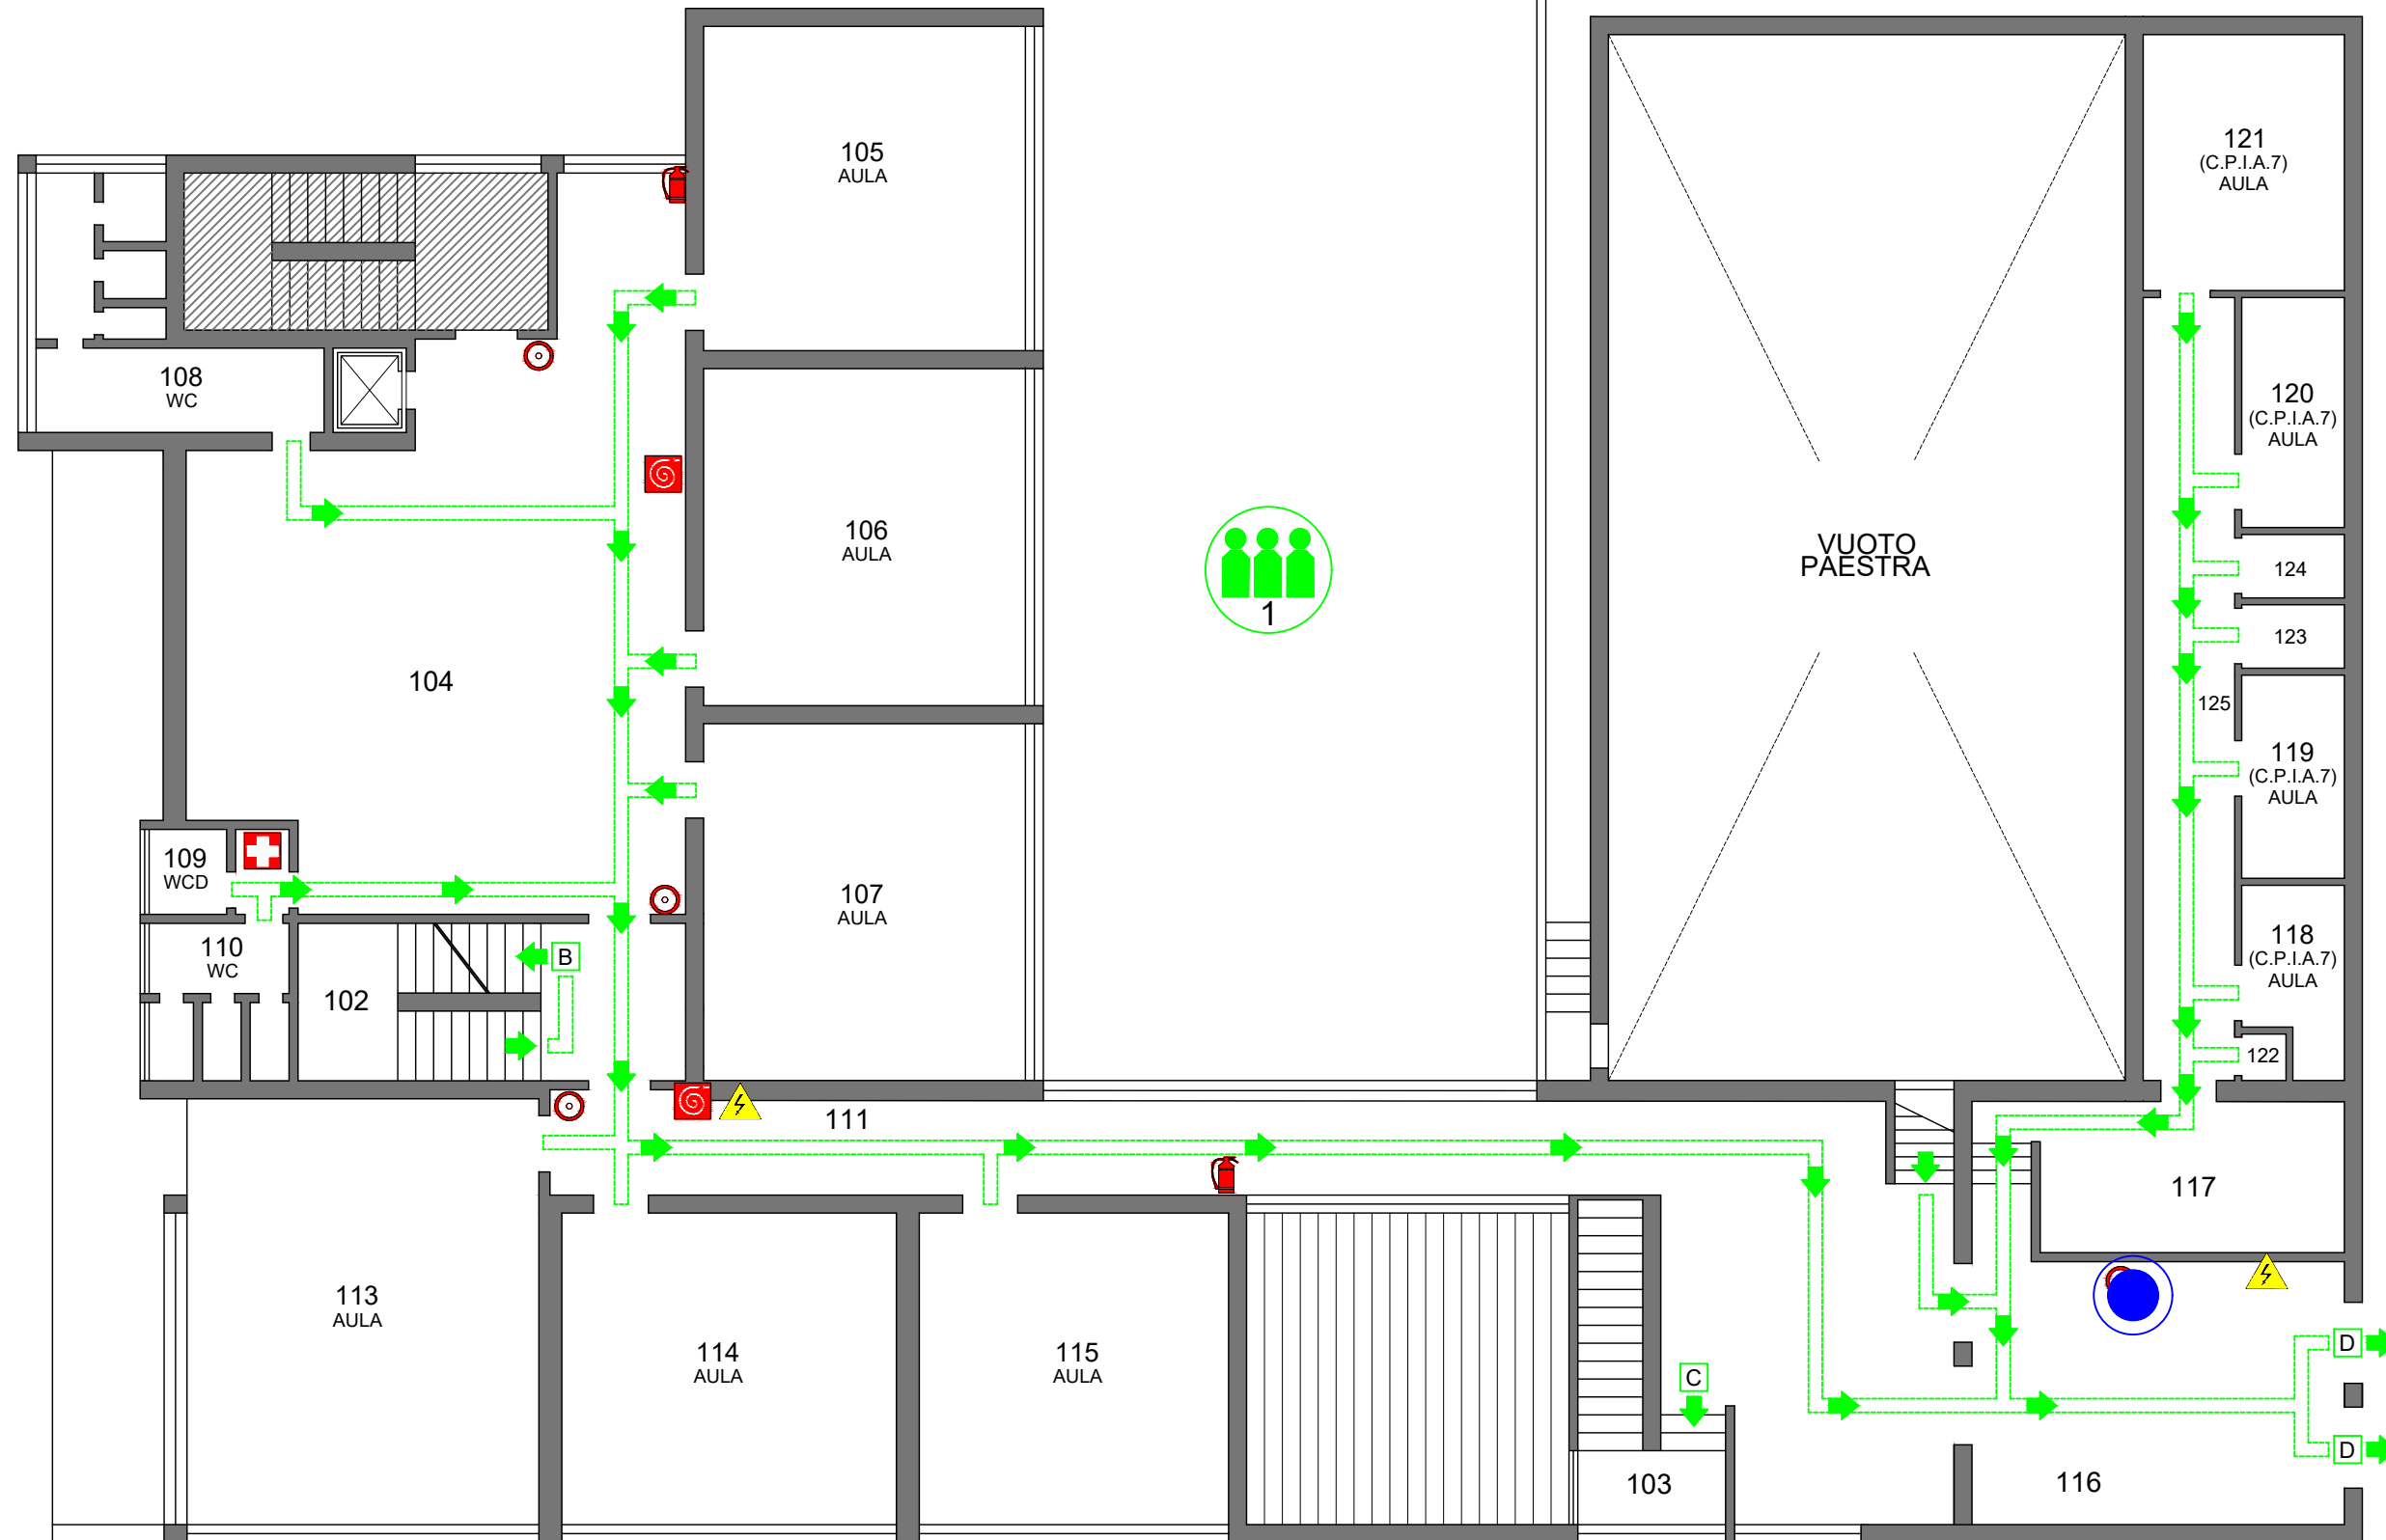 105
AULA
121
(C.P.I.A.7)
AULA
108
WC
120
(C.P.I.A.7)
AULA
106
AULA
VUOTO
PAESTRA
124
1
123
104
125
119
(C.P.I.A.7)
AULA
109
WCD
107
AULA
110
WC
B
118
(C.P.I.A.7)
AULA
102
122
111
117
113
AULA
114
AULA
115
AULA
C
D
D
103
116